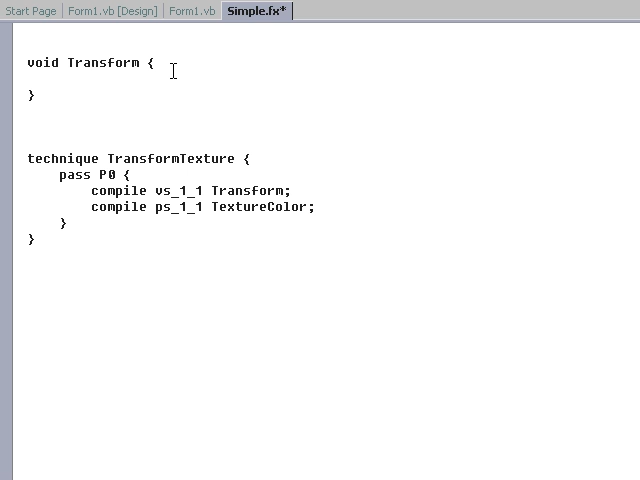 Start Page Form1.vb [Design] Form1.vb Simple.fx*
void Transform {
}
technique TransformTexture {
pass P0 {
compile vs_1_1 Transform;
compile ps_1_1 TextureColor;
}
}